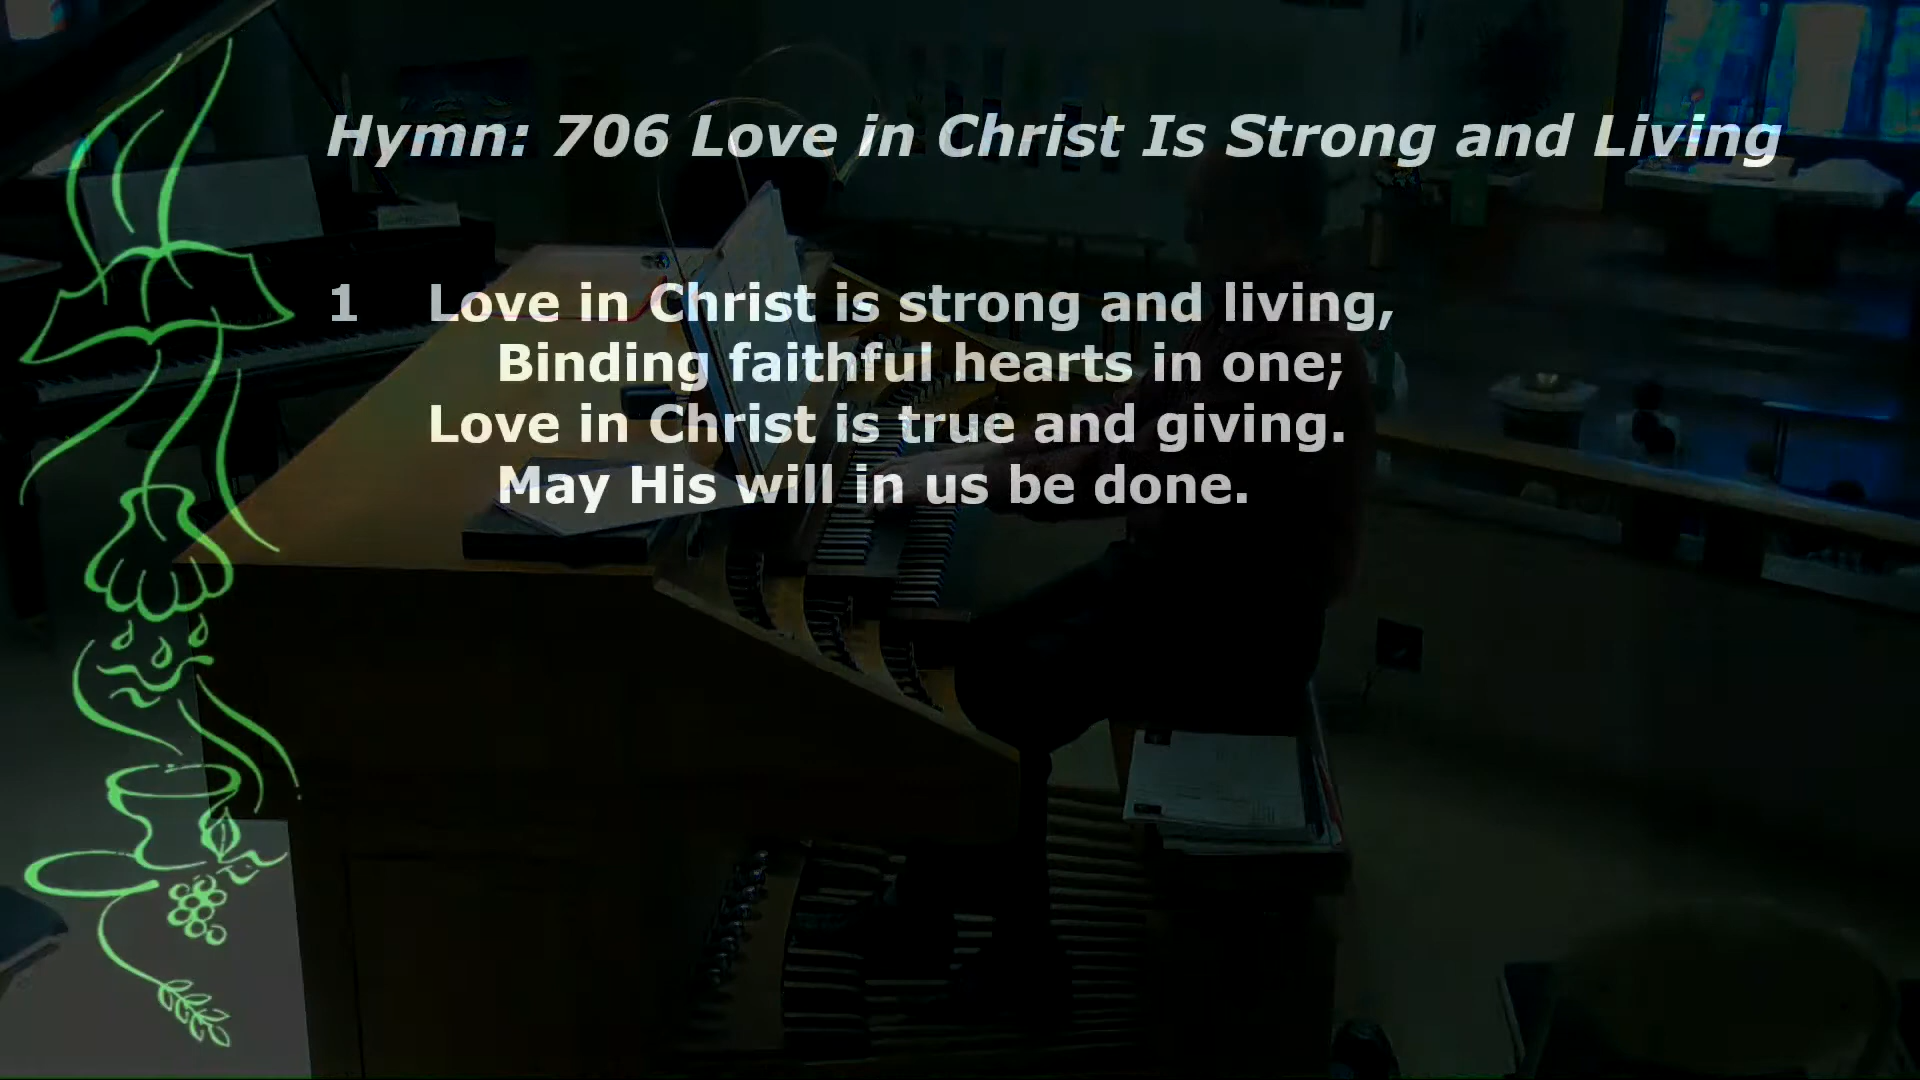 Hymn: 706 Love in Christ Is Strong and Living
1 Love in Christ is strong and living,
Binding faithful hearts in one;
Love in Christ is true and giving.
May His will in us be done.